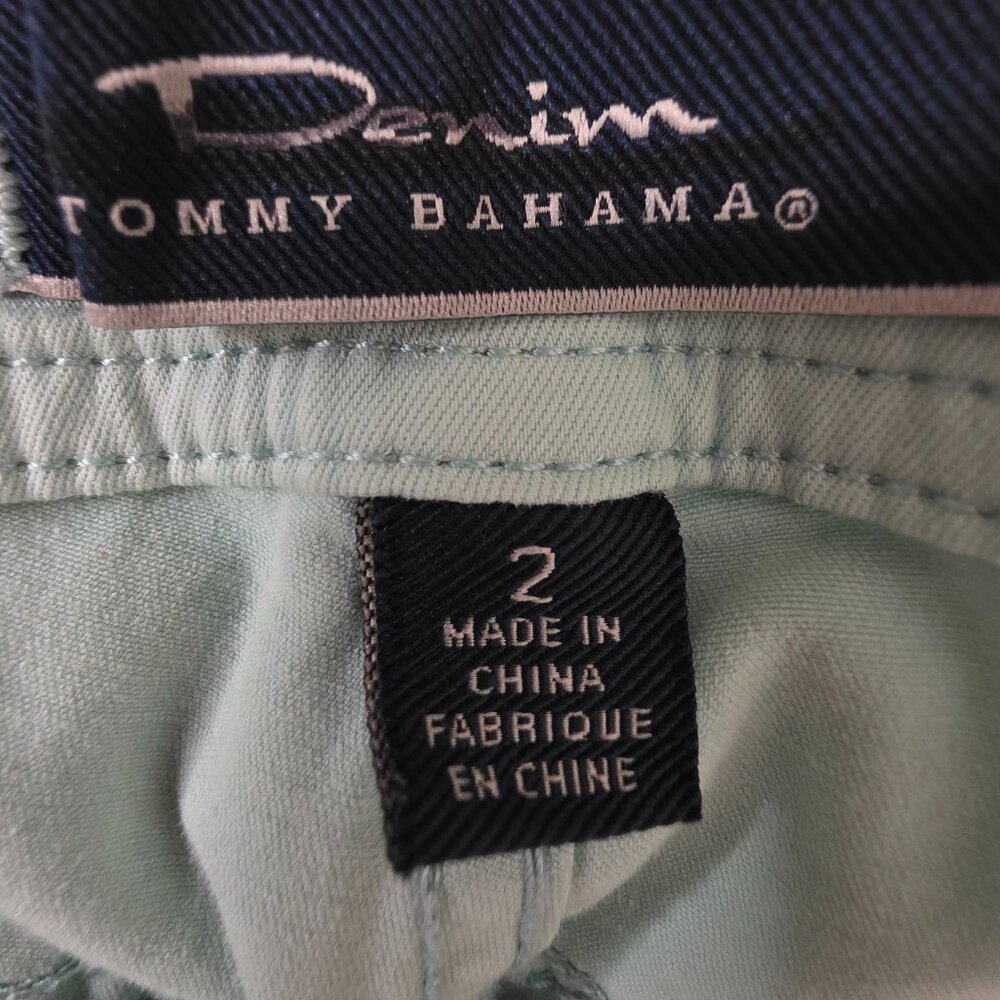 Denim
TOMMY BAHAMA®
2
MADE IN
CHINA
FABRIQUE
EN CHINE